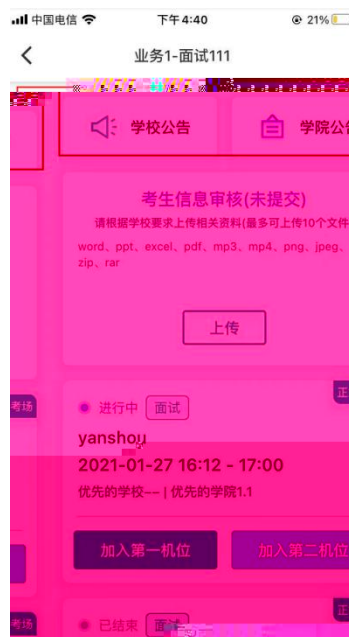 中国电信 下午4:40 21%
业务1-面试111
学校公告 学院公告
考生信息审核(未提交)
请根据学校要求上传相关资料(最多可上传10个文件
word、ppt、excel、pdf、mp3、mp4、png、jpeg、
zip、rar
上传
考场 进行中 面试 正
yanshou
2021-01-27 16:12 - 17:00
优先的学校-- | 优先的学院1.1
加入第一机位 加入第二机位
考场 已结束 面试 正